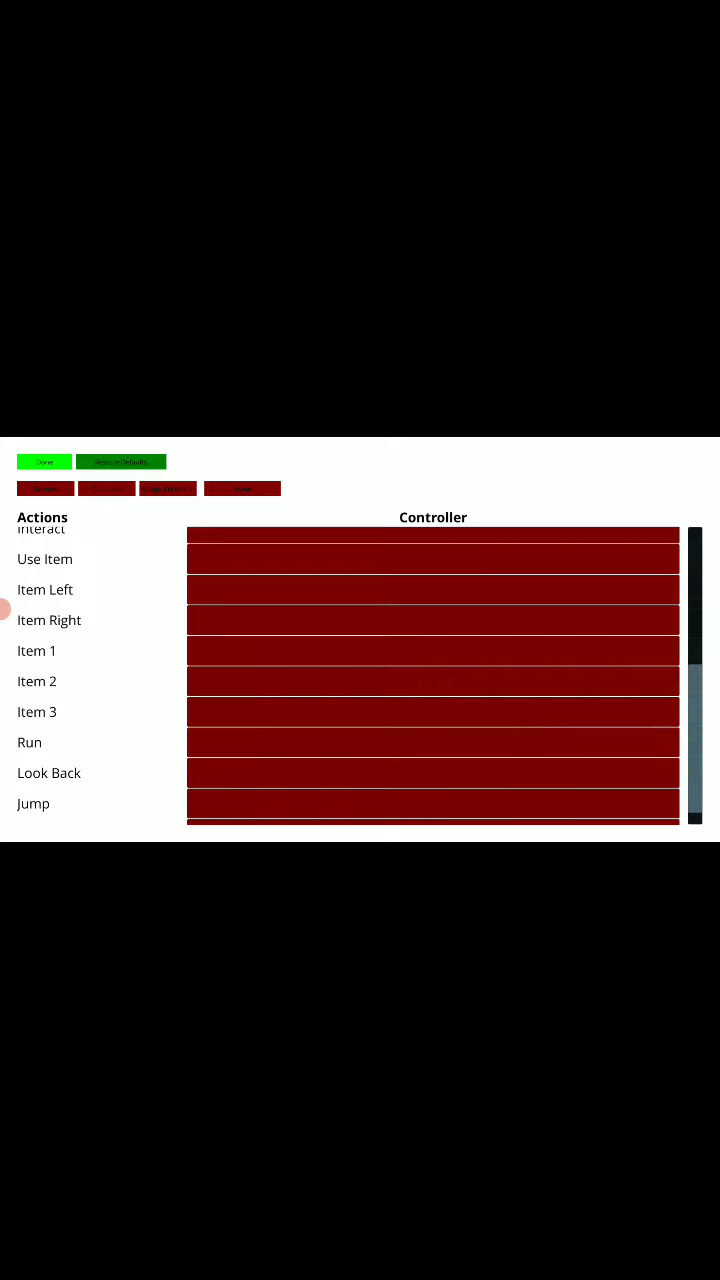 Done Restore Defaults
Actions Controller
Interact
Use Item
Item Left
Item Right
Item 1
Item 2
Item 3
Run
Look Back
Jump